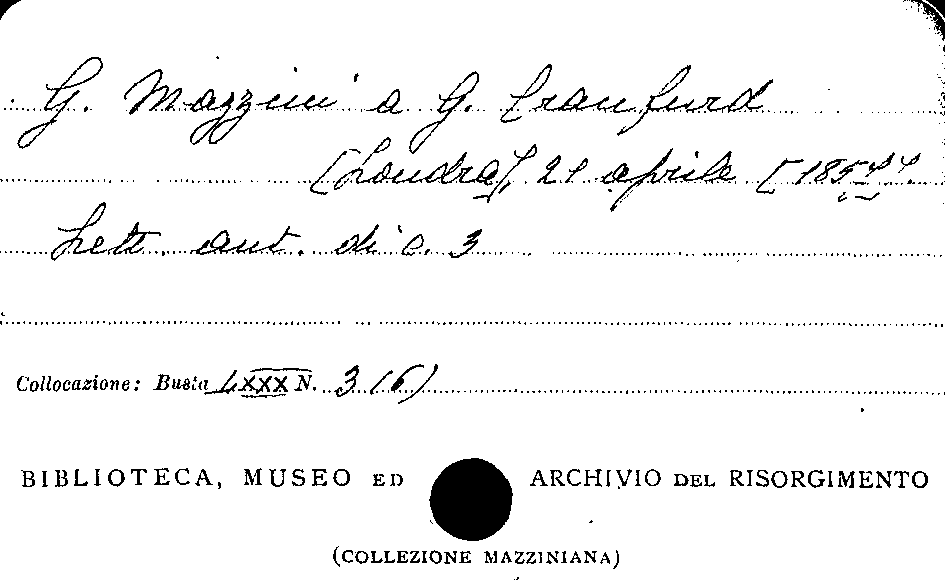 G. Mazzini a G. Craufurd
[Londra], 21 aprile [185
Lett. aut. di c. 3
Collocazione: Busta LXXX N. 3 (6)
BIBLIOTECA, MUSEO ED ARCHIVIO DEL RISORGIMENTO
(COLLEZIONE MAZZINIANA)